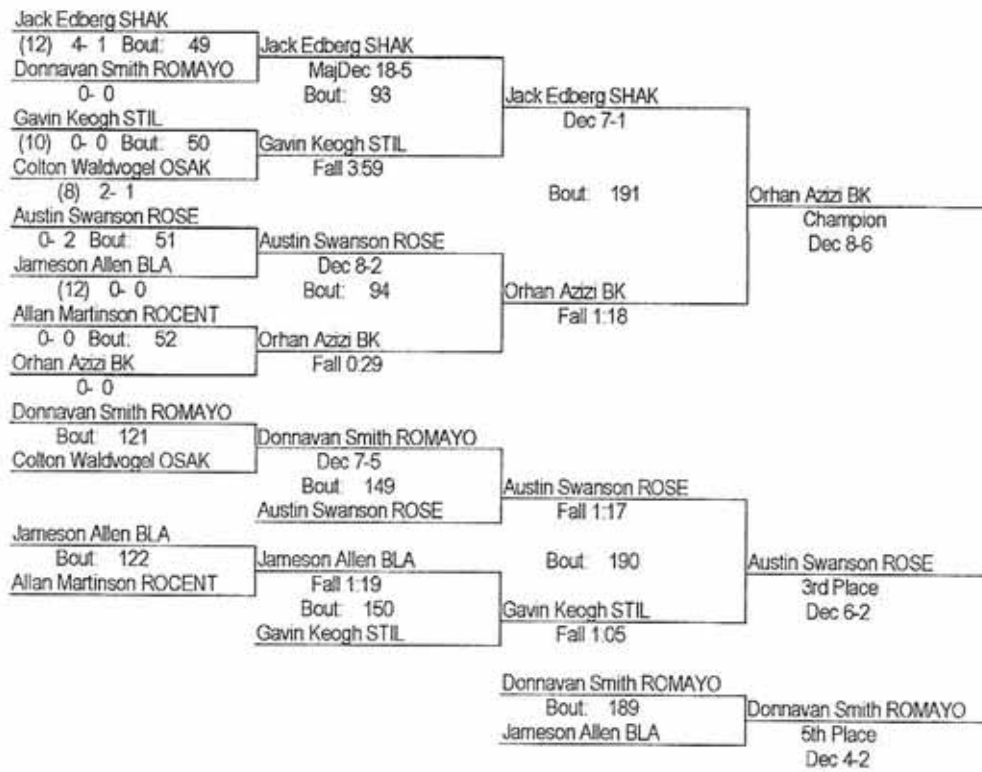 Jack Edberg SHAK
(12) 4- 1 Bout: 49
Donnavan Smith ROMAYO
0- 0
Gavin Keogh STIL
(10) 0- 0 Bout: 50
Colton Waldvogel OSAK
(8) 2- 1
Austin Swanson ROSE
0- 2 Bout: 51
Jameson Allen BLA
(12) 0- 0
Allan Martinson ROCENT
0- 0 Bout: 52
Orhan Azizi BK
0- 0
Jack Edberg SHAK
MajDec 18-5
Bout: 93
Gavin Keogh STIL
Fall 3:59
Austin Swanson ROSE
Dec 8-2
Bout: 94
Orhan Azizi BK
Fall 0:29
Jack Edberg SHAK
Dec 7-1
Bout: 191
Orhan Azizi BK
Fall 1:18
Orhan Azizi BK
Champion
Dec 8-6
Donnavan Smith ROMAYO
Bout: 121
Colton Waldvogel OSAK
Jameson Allen BLA
Bout: 122
Allan Martinson ROCENT
Donnavan Smith ROMAYO
Dec 7-5
Bout: 149
Austin Swanson ROSE
Jameson Allen BLA
Fall 1:19
Bout: 150
Gavin Keogh STIL
Austin Swanson ROSE
Fall 1:17
Bout: 190
Gavin Keogh STIL
Fall 1:05
Austin Swanson ROSE
3rd Place
Dec 6-2
Donnavan Smith ROMAYO
Bout: 189
Jameson Allen BLA
Donnavan Smith ROMAYO
5th Place
Dec 4-2